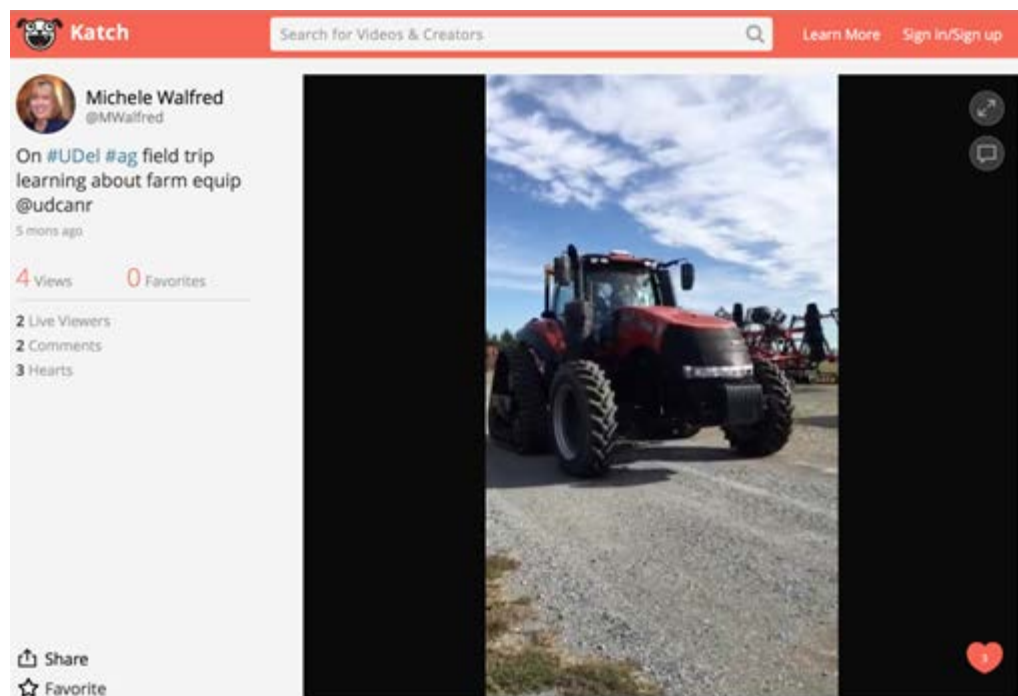 Katch
Search for Videos & Creators
Learn More
Sign in/Sign up
Michele Walfred
@MWalfred
On #UDel #ag field trip
learning about farm equip
@udcanr
5 mons ago
4 Views
0 Favorites
2 Live Viewers
2 Comments
3 Hearts
Share
Favorite
3